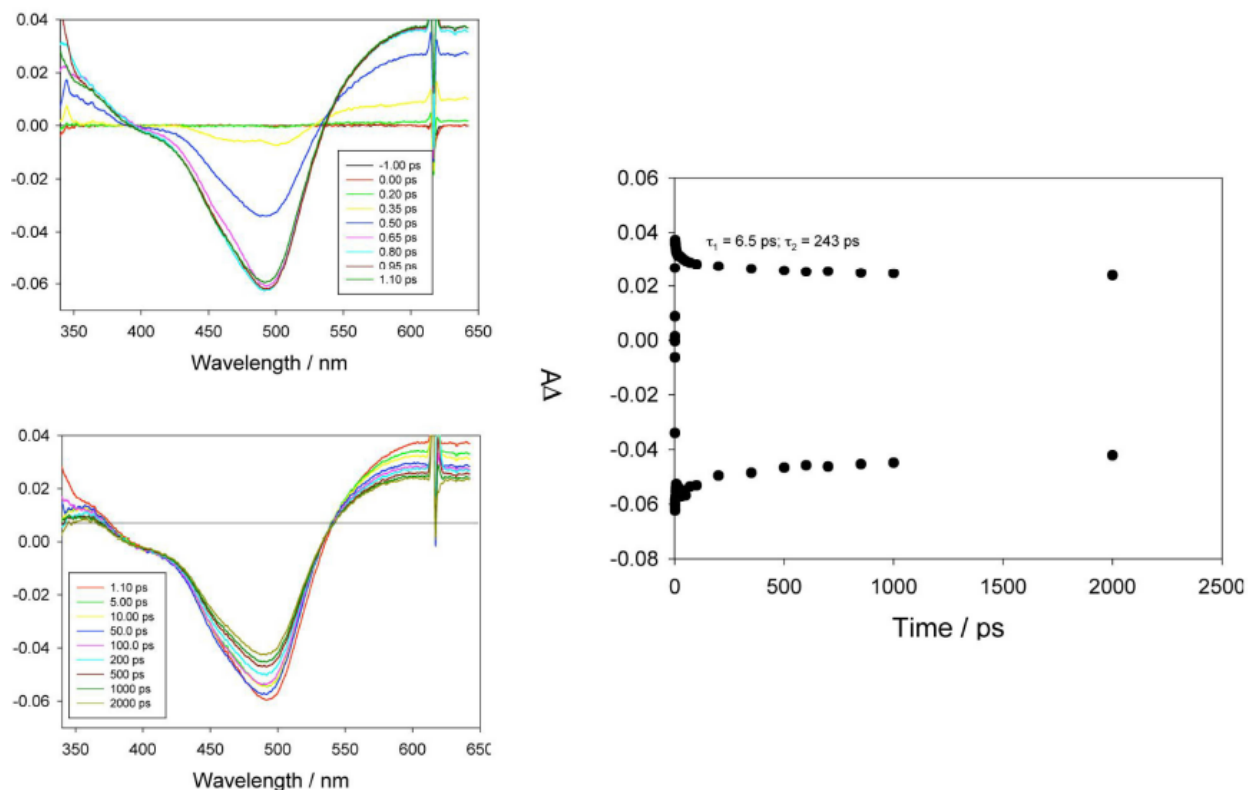 0.04
0.02
0.00
-0.02
-0.04
-0.06
-1.00 ps
0.00 ps
0.20 ps
0.35 ps
0.50 ps
0.65 ps
0.80 ps
0.95 ps
1.10 ps
350 400 450 500 550 600 650
Wavelength / nm
0.04
0.02
0.00
-0.02
-0.04
-0.06
1.10 ps
5.00 ps
10.00 ps
50.0 ps
100.0 ps
200 ps
500 ps
1000 ps
2000 ps
350 400 450 500 550 600 650
Wavelength / nm
ΔA
0.06
0.04
0.02
0.00
-0.02
-0.04
-0.06
-0.08
τ₁ = 6.5 ps; τ₂ = 243 ps
0 500 1000 1500 2000 2500
Time / ps